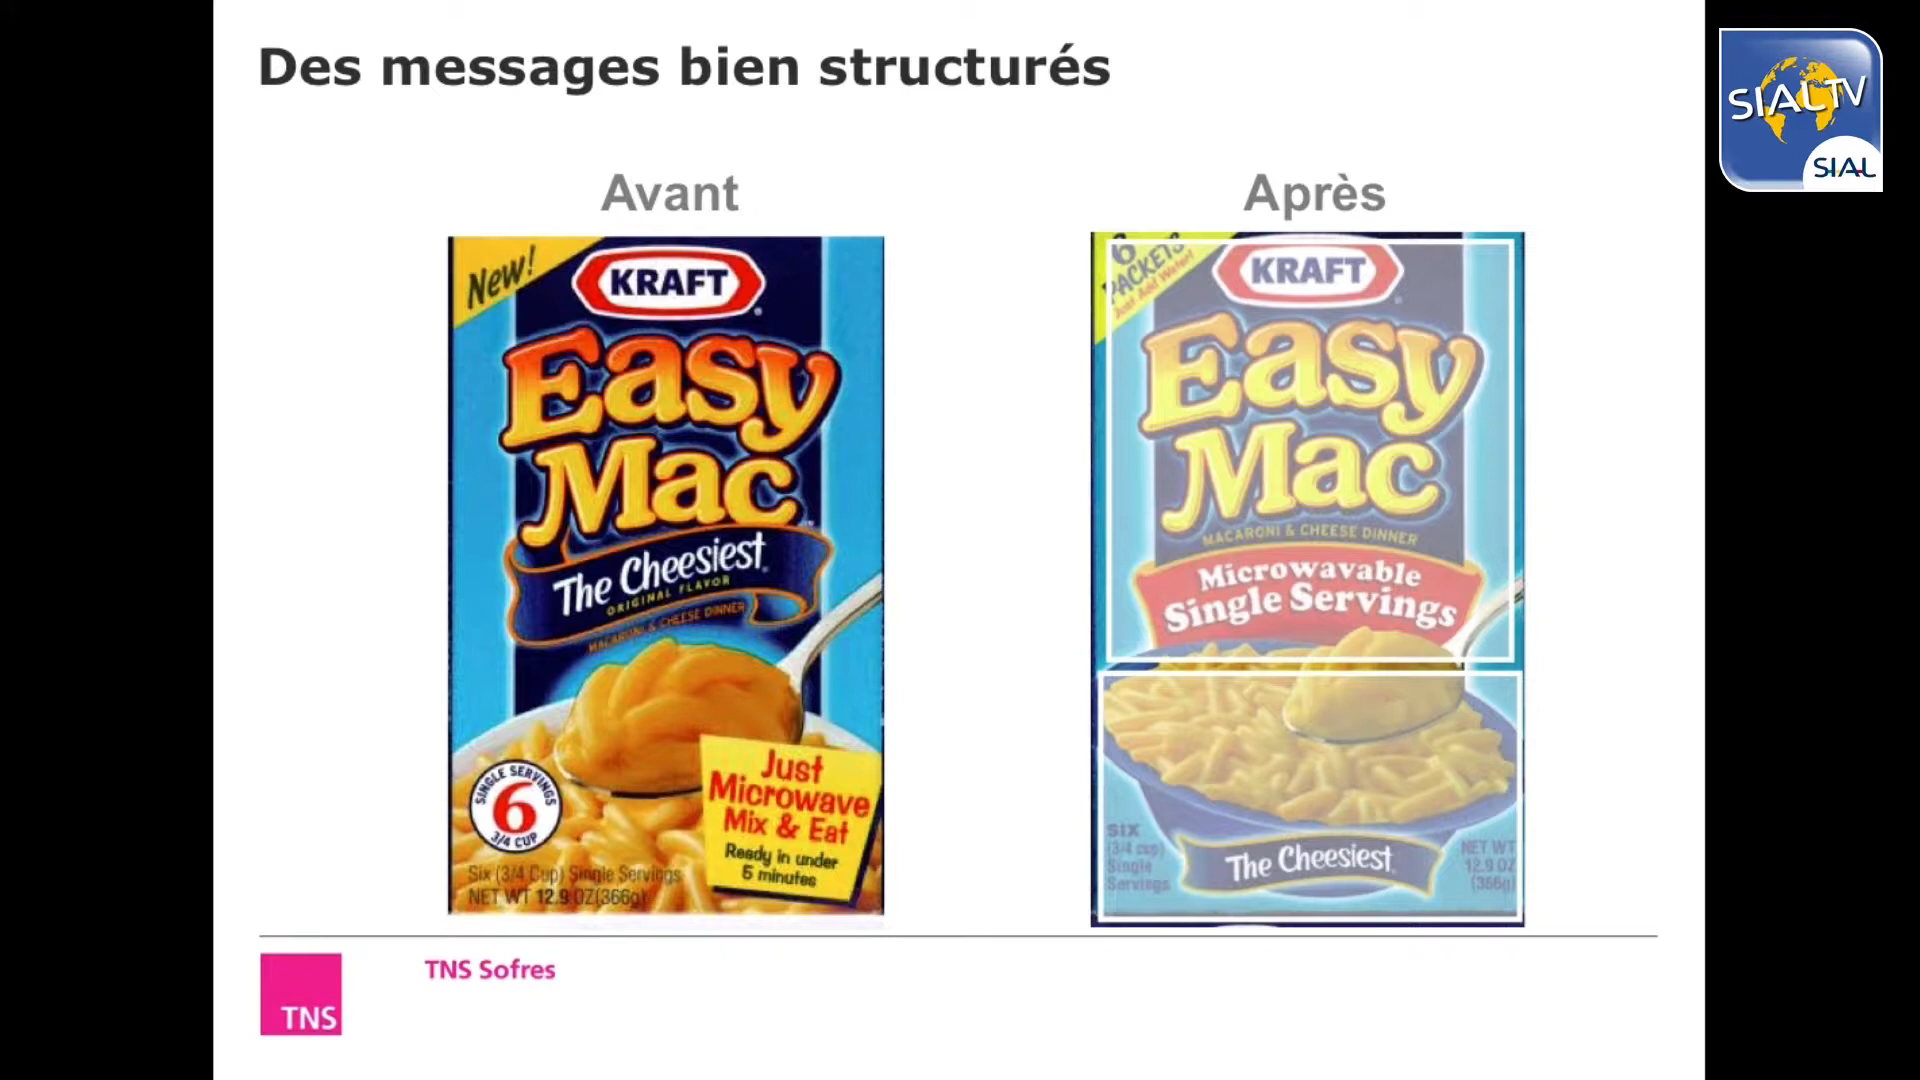 Des messages bien structurés
SIALTV
SIAL
Avant
Après
New!
KRAFT
Easy
Mac
The Cheesiest
ORIGINAL FLAVOR
MACARONI & CHEESE DINNER
SINGLE SERVINGS
6
3/4 CUP
Just
Microwave
Mix & Eat
Ready in under
5 minutes
Six (3/4 Cup) Single Servings
NET WT 12.9 OZ(366g)
6
PACKETS
Just Add Water!
KRAFT
Easy
Mac
MACARONI & CHEESE DINNER
Microwavable
Single Servings
SIX
(3/4 cup)
Single
Servings
The Cheesiest
NET WT
12.9 OZ
(366g)
TNS
TNS Sofres